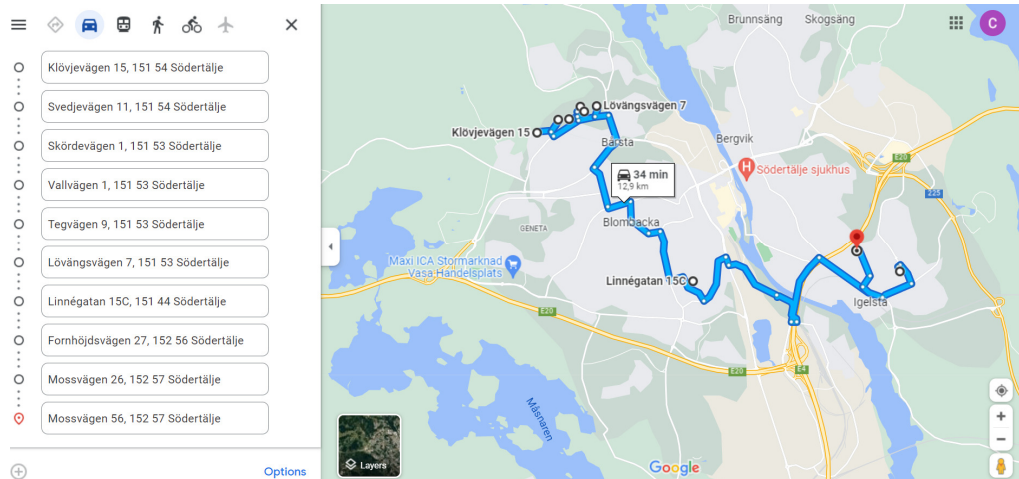 Klövjevägen 15, 151 54 Södertälje
Svedjevägen 11, 151 54 Södertälje
Skördevägen 1, 151 53 Södertälje
Vallvägen 1, 151 53 Södertälje
Tegvägen 9, 151 53 Södertälje
Lövängsvägen 7, 151 53 Södertälje
Linnégatan 15C, 151 44 Södertälje
Fornhöjdsvägen 27, 152 56 Södertälje
Mossvägen 26, 152 57 Södertälje
Mossvägen 56, 152 57 Södertälje
Options
Brunnsäng
Skogsäng
C
Lövängsvägen 7
Klövjevägen 15
Bårsta
Bergvik
E20
H
Södertälje sjukhus
34 min
12,9 km
225
Blombacka
GENETA
Maxi ICA Stormarknad
Vasa Handelsplats
Linnégatan 15C
Igelsta
E20
E20
E4
Måsnaren
Layers
Google